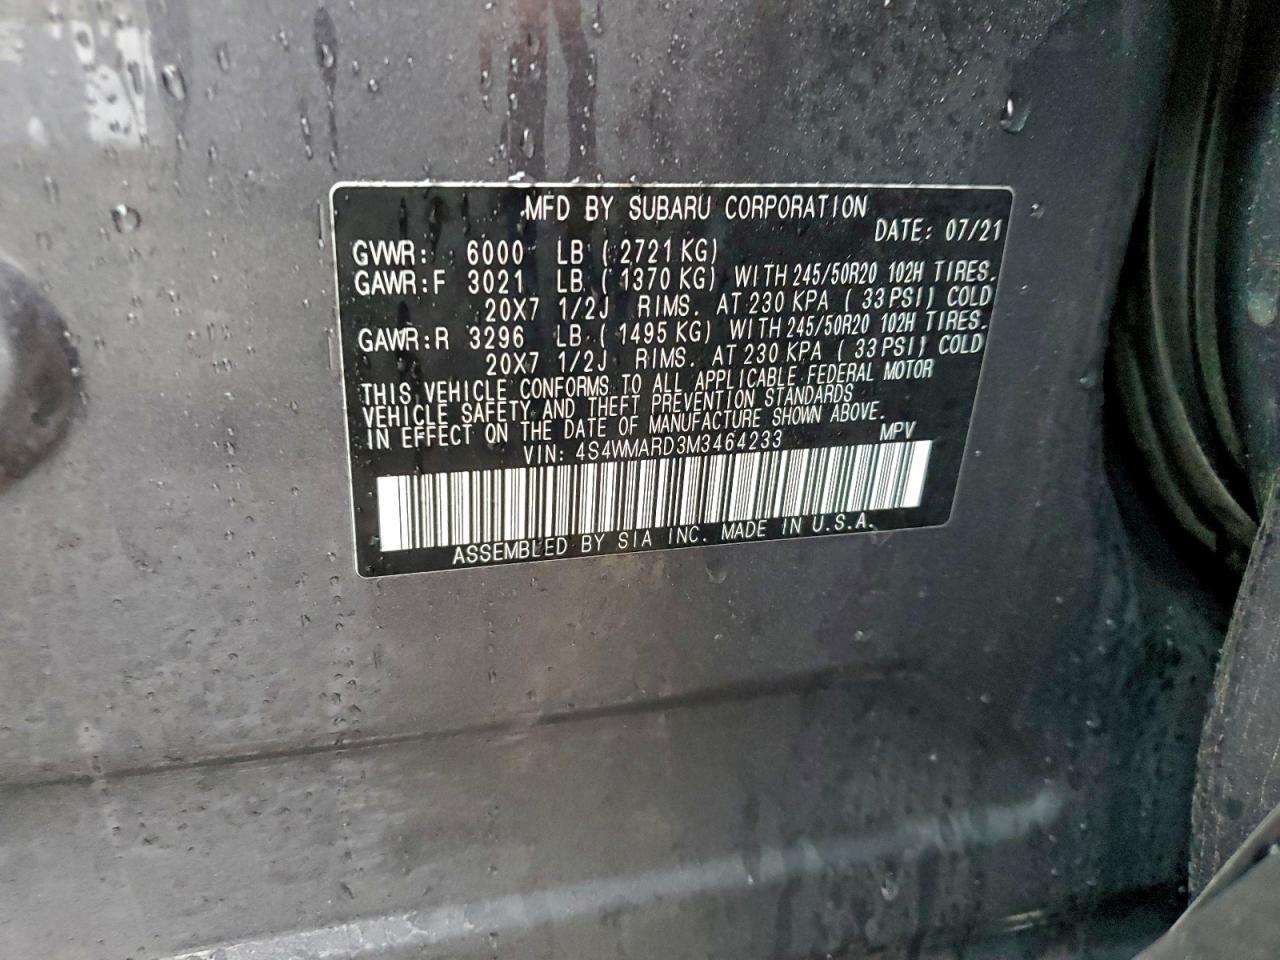 MFD BY SUBARU CORPORATION
DATE: 07/21
GVWR: 6000 LB ( 2721 KG)
GAWR: F 3021 LB ( 1370 KG) WITH 245/50R20 102H TIRES.
20X7 1/2J RIMS. AT 230 KPA ( 33 PSI) COLD
GAWR: R 3296 LB ( 1495 KG) WITH 245/50R20 102H TIRES.
20X7 1/2J RIMS. AT 230 KPA ( 33 PSI) COLD
THIS VEHICLE CONFORMS TO ALL APPLICABLE FEDERAL MOTOR
VEHICLE SAFETY AND THEFT PREVENTION STANDARDS
IN EFFECT ON THE DATE OF MANUFACTURE SHOWN ABOVE.
VIN: 4S4WMARD3M3464233 MPV
ASSEMBLED BY SIA INC. MADE IN U.S.A.